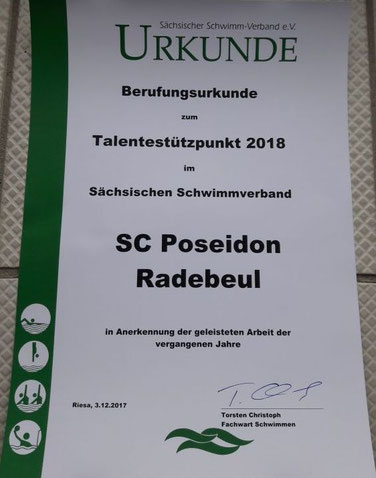 Sächsischer Schwimm-Verband e.V.
URKUNDE
Berufungsurkunde
zum
Talentestützpunkt 2018
im
Sächsischen Schwimmverband
SC Poseidon
Radebeul
in Anerkennung der geleisteten Arbeit der
vergangenen Jahre
Riesa, 3.12.2017
Torsten Christoph
Fachwart Schwimmen